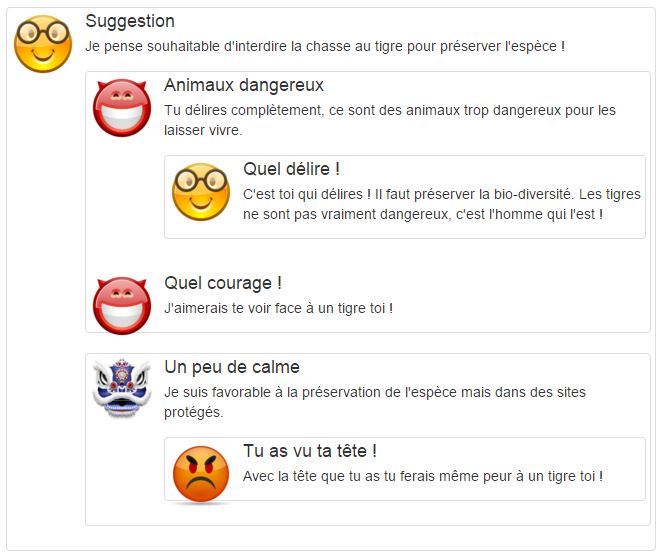 Suggestion
Je pense souhaitable d'interdire la chasse au tigre pour préserver l'espèce !
Animaux dangereux
Tu délires complètement, ce sont des animaux trop dangereux pour les
laisser vivre.
Quel délire !
C'est toi qui délires ! Il faut préserver la bio-diversité. Les tigres
ne sont pas vraiment dangereux, c'est l'homme qui l'est !
Quel courage !
J'aimerais te voir face à un tigre toi !
Un peu de calme
Je suis favorable à la préservation de l'espèce mais dans des sites
protégés.
Tu as vu ta tête !
Avec la tête que tu as tu ferais même peur à un tigre toi !